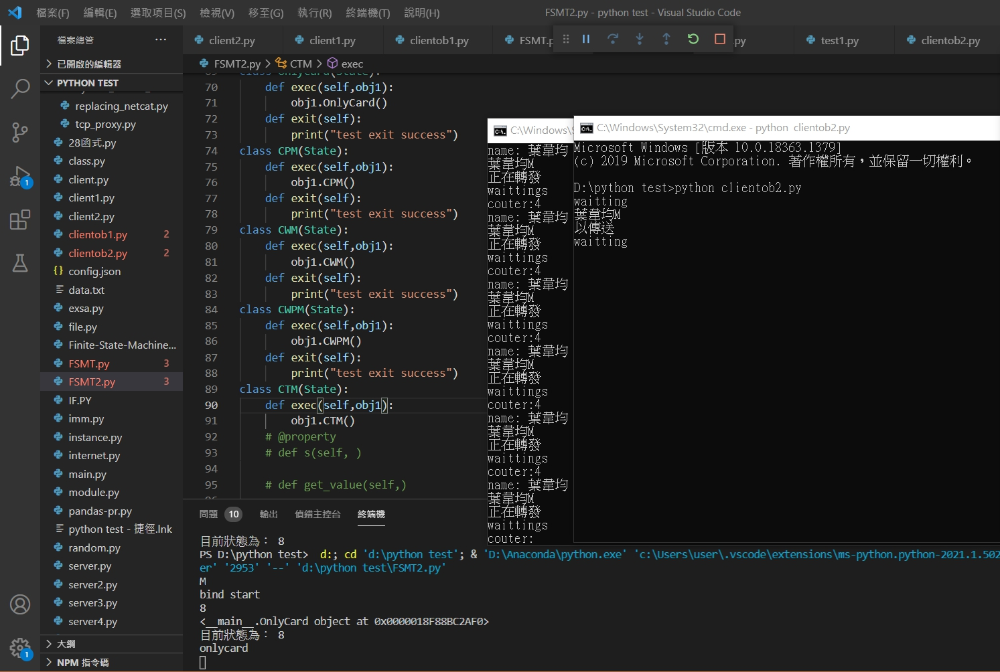 檔案(F) 編輯(E) 選取項目(S) 檢視(V) 移至(G) 執行(R) 終端機(T) 說明(H) FSMT2.py - python test - Visual Studio Code
檔案總管 ···
client2.py client1.py clientob1.py FSMT.p .py test1.py clientob2.py
已開啟的編輯器
FSMT2.py > CTM > exec
PYTHON TEST
replacing_netcat.py
tcp_proxy.py
28函式.py
class.py
client.py
client1.py
client2.py
clientob1.py 2
clientob2.py 2
config.json
data.txt
exsa.py
file.py
Finite-State-Machine...
FSMT.py 3
FSMT2.py 3
IF.PY
imm.py
instance.py
internet.py
main.py
module.py
pandas-pr.py
python test - 捷徑.lnk
random.py
server.py
server2.py
server3.py
server4.py
大綱
NPM 指令碼
1
1
69 class OnlyCard(State):
70 def exec(self,obj1):
71 obj1.OnlyCard()
72 def exit(self):
73 print("test exit success")
74 class CPM(State):
75 def exec(self,obj1):
76 obj1.CPM()
77 def exit(self):
78 print("test exit success")
79 class CWM(State):
80 def exec(self,obj1):
81 obj1.CWM()
82 def exit(self):
83 print("test exit success")
84 class CWPM(State):
85 def exec(self,obj1):
86 obj1.CWPM()
87 def exit(self):
88 print("test exit success")
89 class CTM(State):
90 def exec(self,obj1):
91 obj1.CTM()
92 # @property
93 # def s(self, )
94
95 # def get_value(self,)
96
問題 10 輸出 偵錯主控台 終端機
目前狀態為： 8
PS D:\python test> d:; cd 'd:\python test'; & 'D:\Anaconda\python.exe' 'c:\Users\user\.vscode\extensions\ms-python.python-2021.1.502
er' '2953' '--' 'd:\python test\FSMT2.py'
M
bind start
8
<__main__.OnlyCard object at 0x0000018F88BC2AF0>
目前狀態為： 8
onlycard
C:\Windows\S
name: 葉韋均
葉韋均M
正在轉發
waittings
couter:4
name: 葉韋均
葉韋均M
正在轉發
waittings
couter:4
name: 葉韋均
葉韋均M
正在轉發
waittings
couter:4
name: 葉韋均
葉韋均M
正在轉發
waittings
couter:4
name: 葉韋均
葉韋均M
正在轉發
waittings
couter:4
name: 葉韋均
葉韋均M
正在轉發
waittings
couter:
C:\Windows\System32\cmd.exe - python clientob2.py
Microsoft Windows [版本 10.0.18363.1379]
(c) 2019 Microsoft Corporation. 著作權所有，並保留一切權利。
D:\python test>python clientob2.py
waitting
葉韋均M
以傳送
waitting